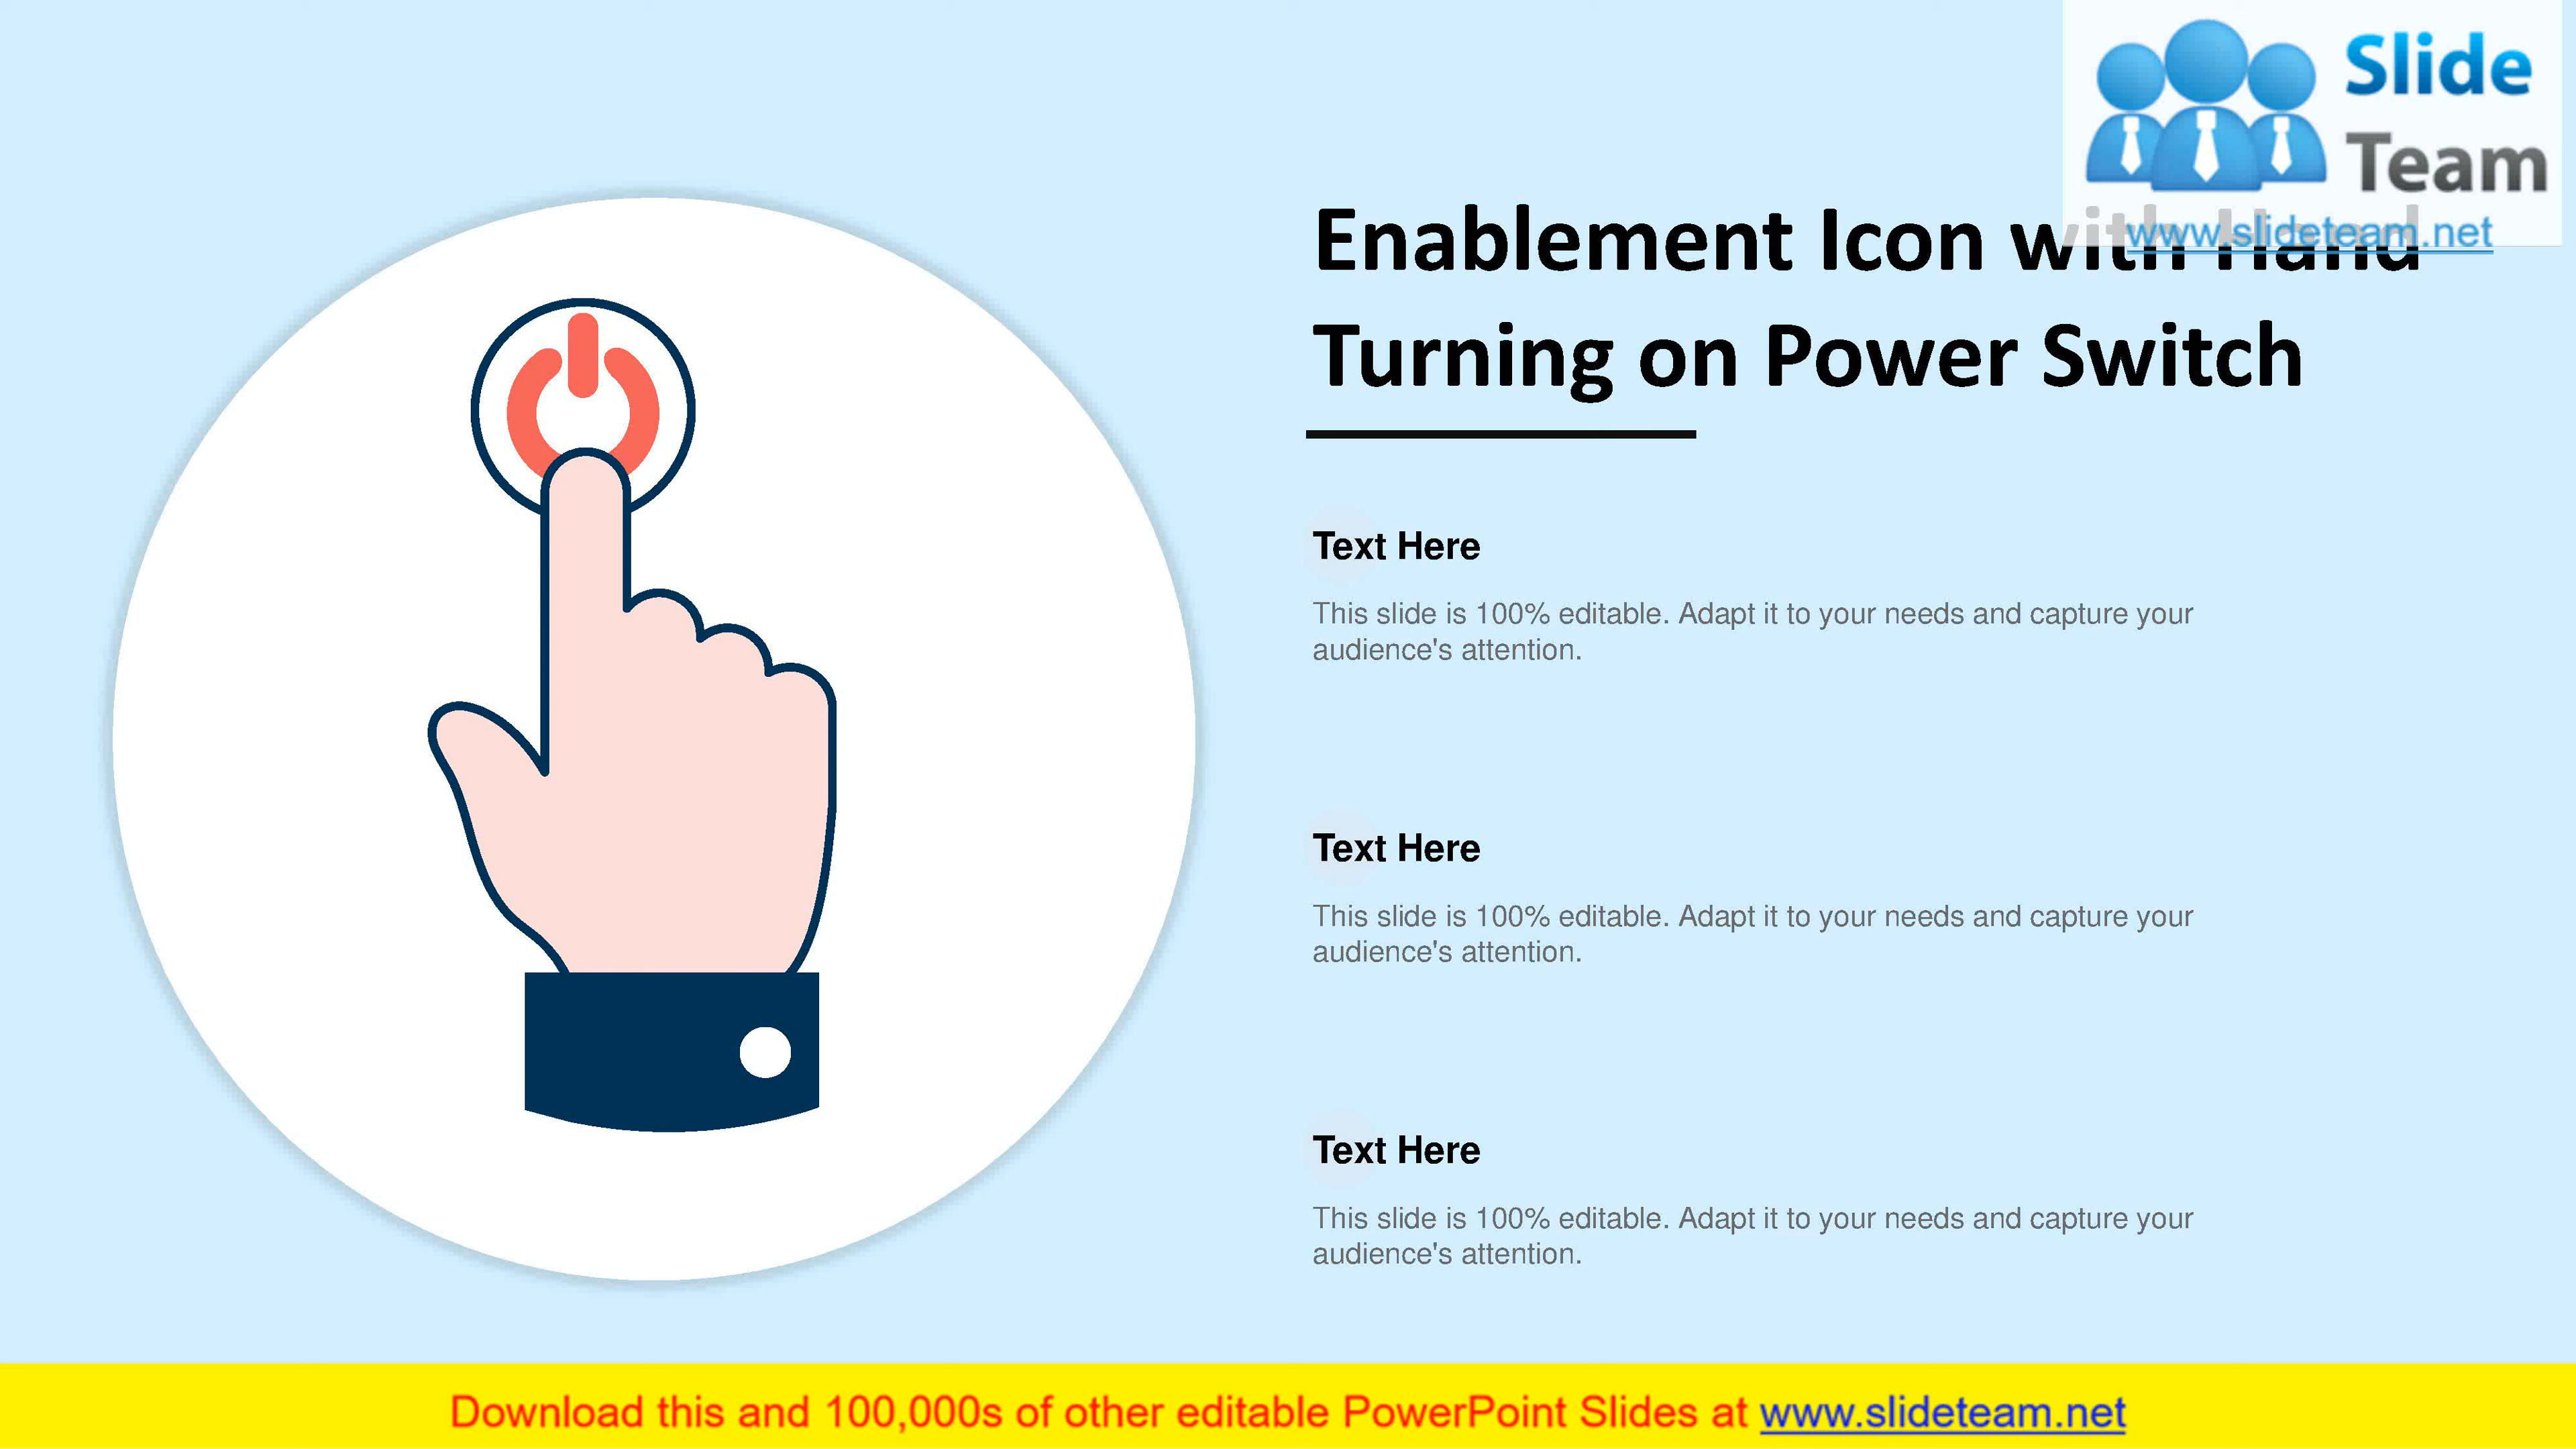 Slide
Team
www.slideteam.net
Enablement Icon with Hand
Turning on Power Switch
Text Here
This slide is 100% editable. Adapt it to your needs and capture your
audience's attention.
Text Here
This slide is 100% editable. Adapt it to your needs and capture your
audience's attention.
Text Here
This slide is 100% editable. Adapt it to your needs and capture your
audience's attention.
Download this and 100,000s of other editable PowerPoint Slides at www.slideteam.net